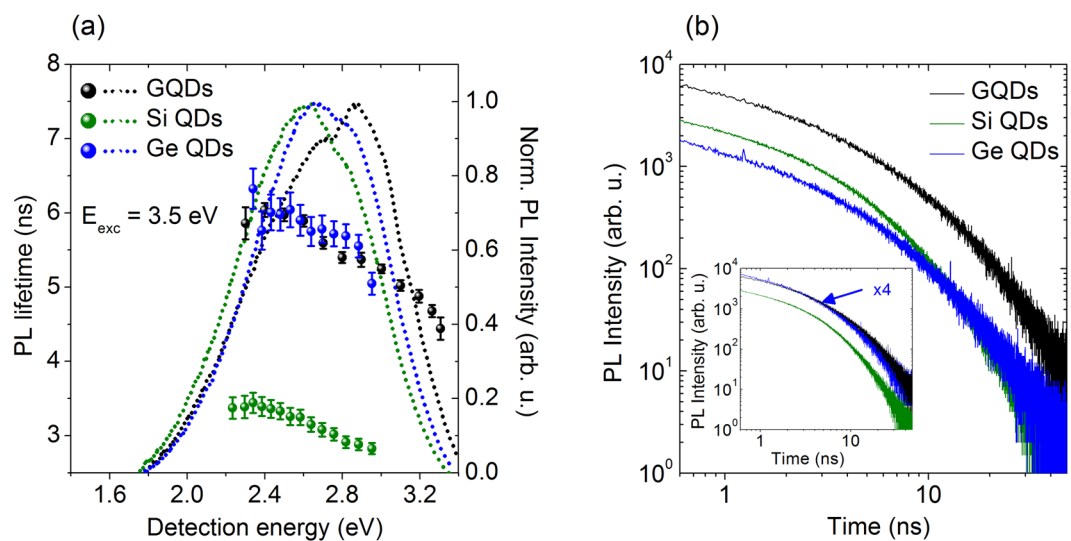 (a)
8
7
6
5
4
3
PL lifetime (ns)
GQDs
Si QDs
Ge QDs
E_exc = 3.5 eV
1.0
0.8
0.6
0.4
0.2
0.0
Norm. PL Intensity (arb. u.)
1.6 2.0 2.4 2.8 3.2
Detection energy (eV)
(b)
10^4
10^3
10^2
10^1
10^0
PL Intensity (arb. u.)
GQDs
Si QDs
Ge QDs
10^4
10^3
10^2
10^1
10^0
PL Intensity (arb. u.)
x4
1 10
Time (ns)
1 10
Time (ns)